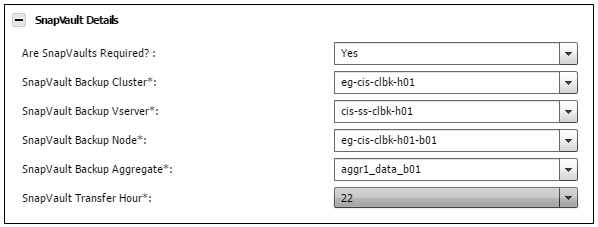 SnapVault Details
Are SnapVaults Required? : Yes
SnapVault Backup Cluster*: eg-cis-clbk-h01
SnapVault Backup Vserver*: cis-ss-clbk-h01
SnapVault Backup Node*: eg-cis-clbk-h01-b01
SnapVault Backup Aggregate*: aggr1_data_b01
SnapVault Transfer Hour*: 22